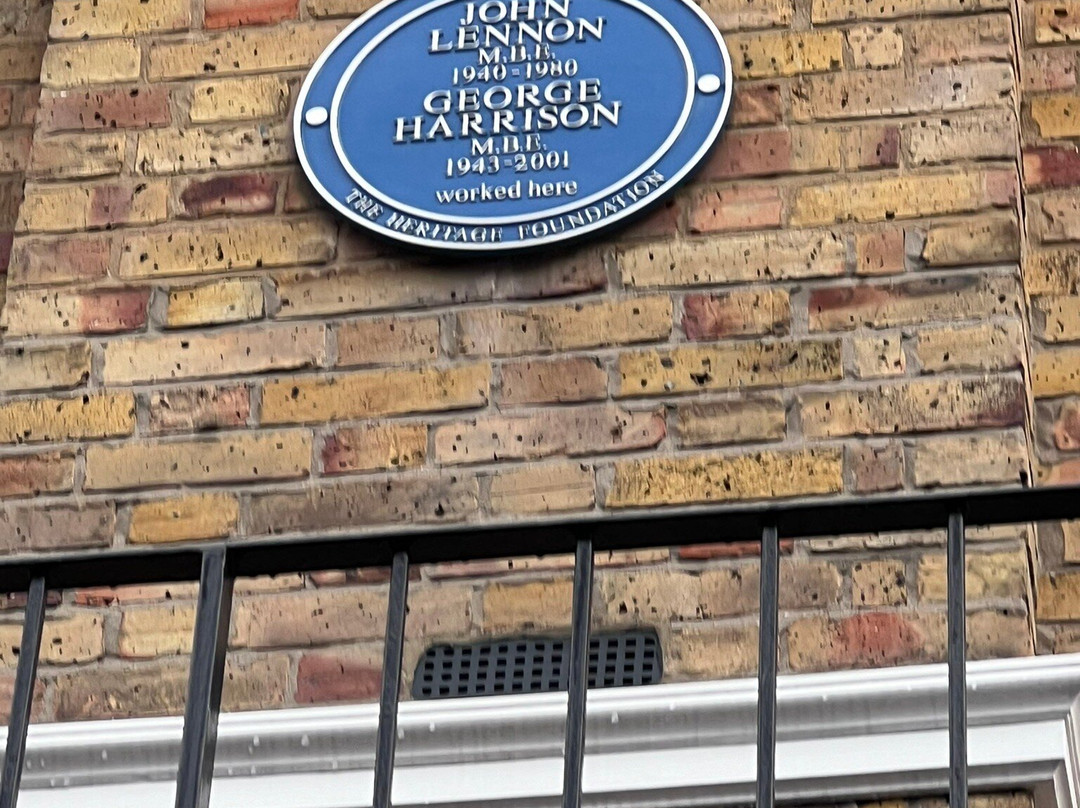 JOHN
LENNON
M.B.E.
1940-1980
GEORGE
HARRISON
M.B.E.
1943-2001
worked here
THE HERITAGE FOUNDATION